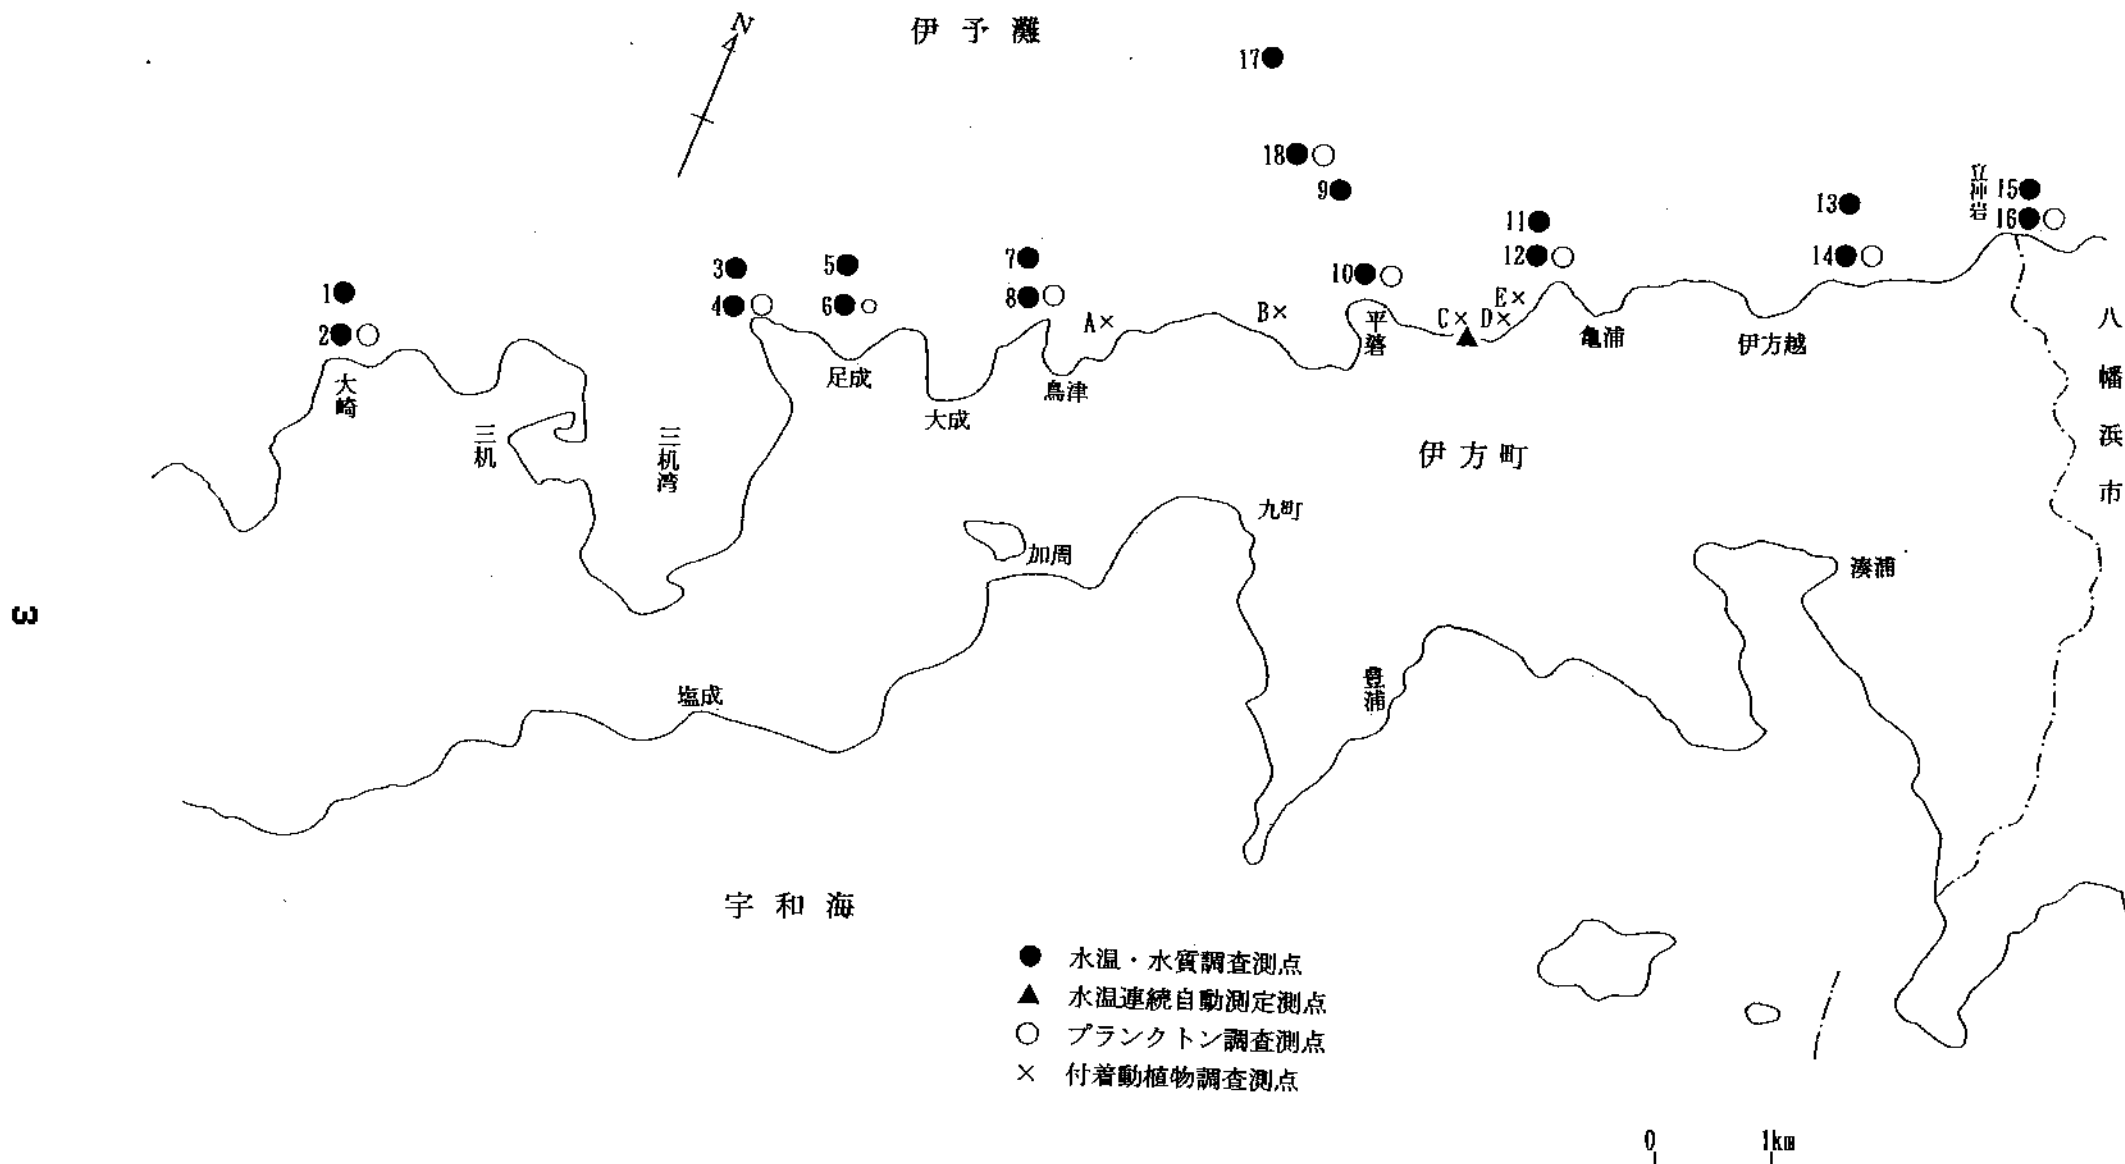 N
伊予灘
17
18
9
立神岩
15
16
13
14
11
12
10
7
8
5
6
3
4
1
2
A×
B×
C×
D×
E×
平碆
亀浦
伊方越
八幡浜市
大崎
三机
三机湾
足成
大成
鳥津
伊方町
九町
加周
湊浦
豊浦
塩成
3
宇和海
● 水温・水質調査測点
▲ 水温連続自動測定測点
○ プランクトン調査測点
× 付着動植物調査測点
0 1km